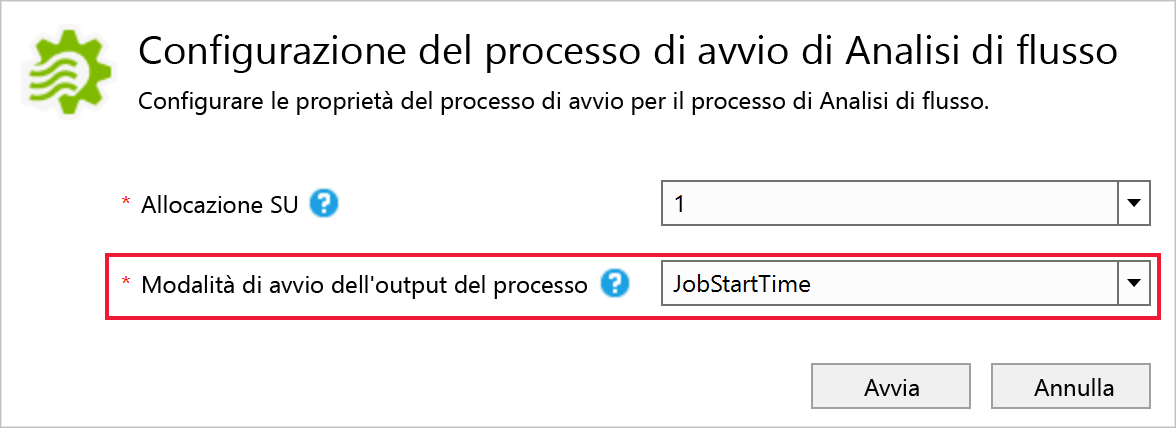 Configurazione del processo di avvio di Analisi di flusso
Configurare le proprietà del processo di avvio per il processo di Analisi di flusso.
* Allocazione SU ? 1
* Modalità di avvio dell'output del processo ? JobStartTime
Avvia Annulla